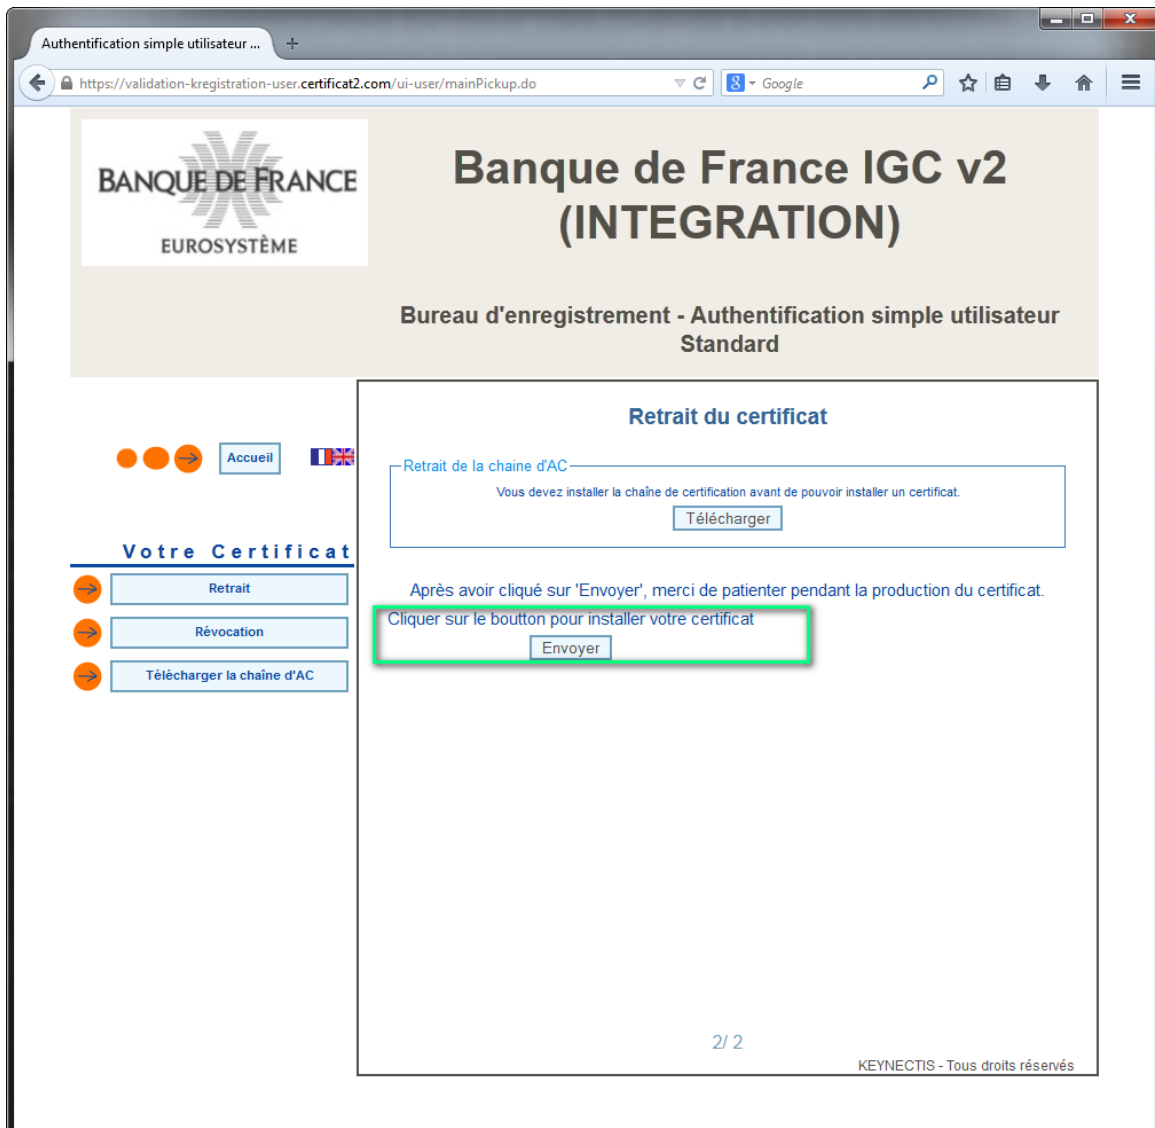 Authentification simple utilisateur ...
https://validation-kregistration-user.certificat2.com/ui-user/mainPickup.do
8
Google
BANQUE DE FRANCE
EUROSYSTÈME
Banque de France IGC v2
(INTEGRATION)
Bureau d'enregistrement - Authentification simple utilisateur
Standard
Accueil
Votre Certificat
Retrait
Révocation
Télécharger la chaîne d'AC
Retrait du certificat
Retrait de la chaine d'AC
Vous devez installer la chaîne de certification avant de pouvoir installer un certificat.
Télécharger
Après avoir cliqué sur 'Envoyer', merci de patienter pendant la production du certificat.
Cliquer sur le boutton pour installer votre certificat
Envoyer
2/ 2
KEYNECTIS - Tous droits réservés